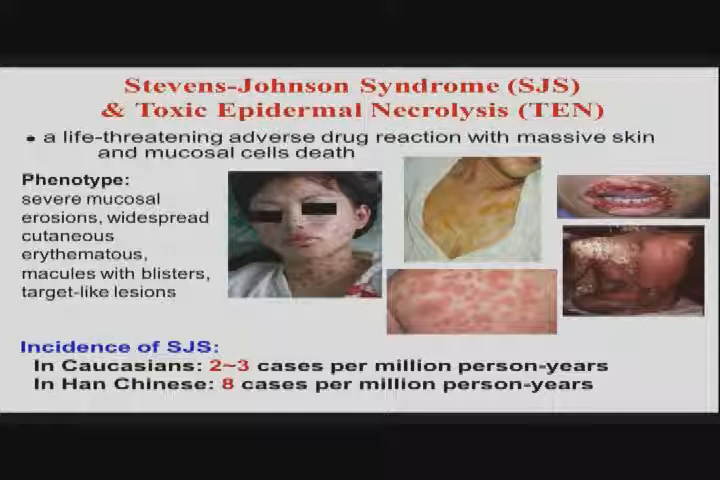 Stevens-Johnson Syndrome (SJS)
& Toxic Epidermal Necrolysis (TEN)
• a life-threatening adverse drug reaction with massive skin
and mucosal cells death
Phenotype:
severe mucosal
erosions, widespread
cutaneous
erythematous,
macules with blisters,
target-like lesions
Incidence of SJS:
In Caucasians: 2~3 cases per million person-years
In Han Chinese: 8 cases per million person-years